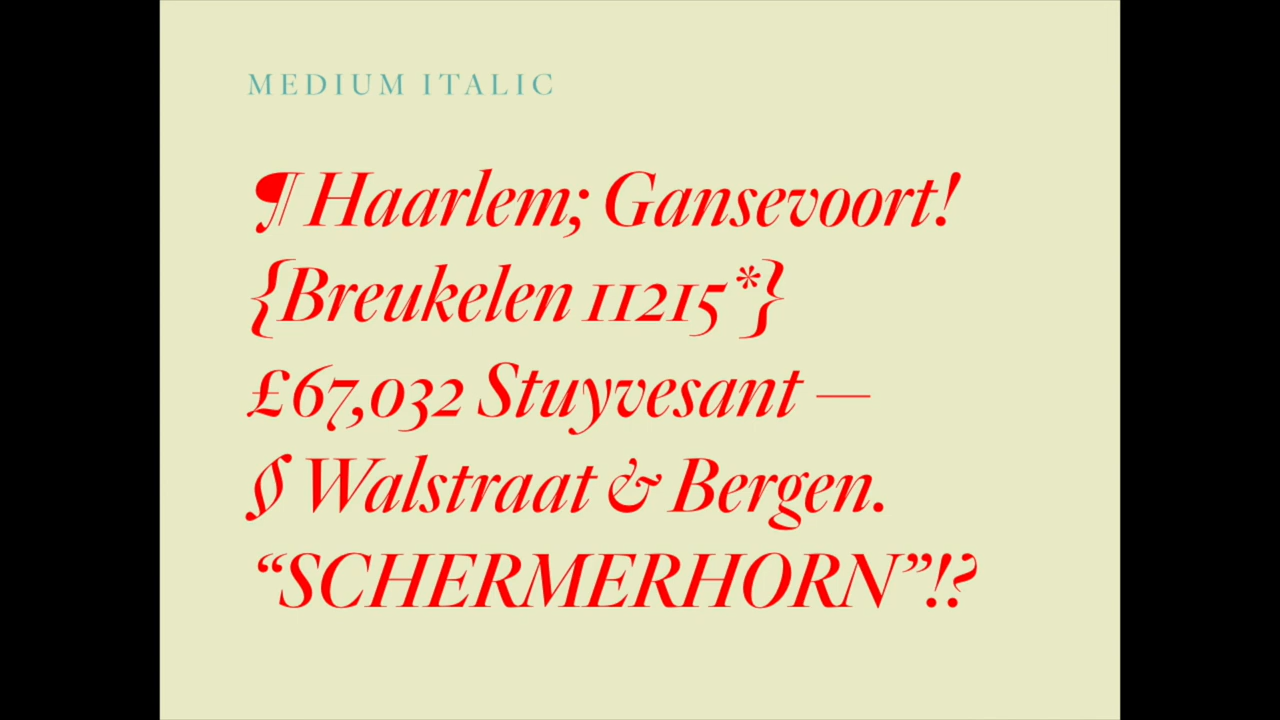 MEDIUM ITALIC
¶ Haarlem; Gansevoort!
{Breukelen 11215*}
£67,032 Stuyvesant —
§ Walstraat & Bergen.
“SCHERMERHORN”!?